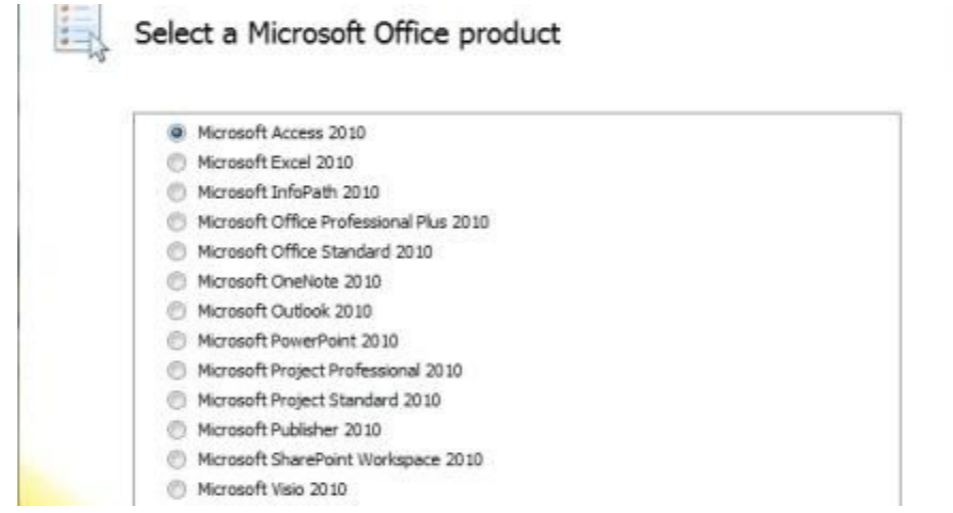 Select a Microsoft Office product
Microsoft Access 2010
Microsoft Excel 2010
Microsoft InfoPath 2010
Microsoft Office Professional Plus 2010
Microsoft Office Standard 2010
Microsoft OneNote 2010
Microsoft Outlook 2010
Microsoft PowerPoint 2010
Microsoft Project Professional 2010
Microsoft Project Standard 2010
Microsoft Publisher 2010
Microsoft SharePoint Workspace 2010
Microsoft Visio 2010